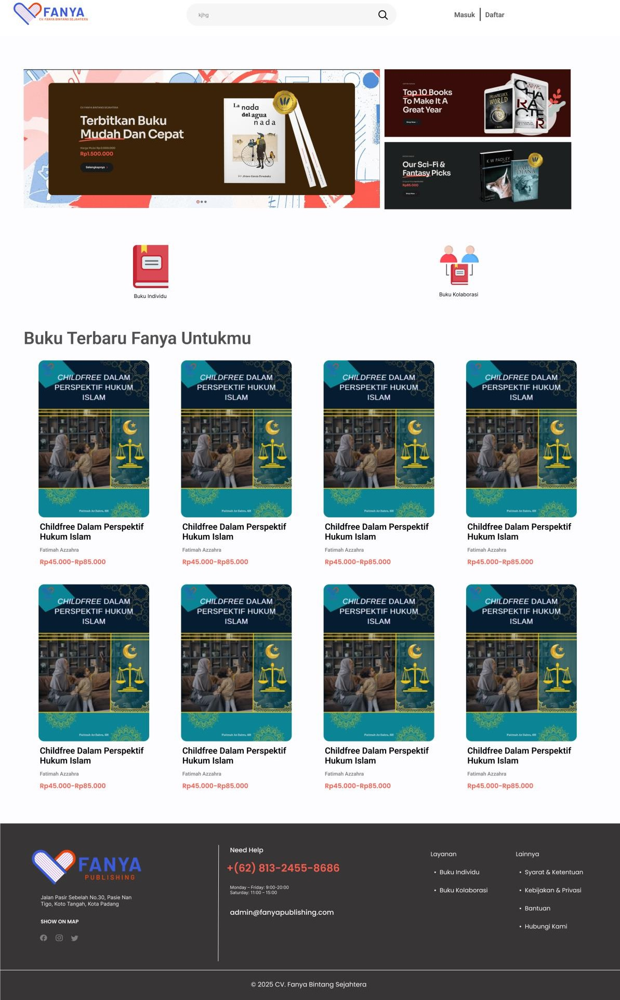 FANYA
CV. FANYA BINTANG SEJAHTERA
kjhg
Masuk
Daftar
CV FANYA BINTANG SEJAHTERA
Terbitkan Buku
Mudah Dan Cepat
Harga Mulai Rp 2.000.000
Rp1.500.000
Selengkapnya
La nada
del agua
nada
Arturo García Fernández
EDITOR CHOICE
Top 10 Books
To Make It A
Great Year
Shop Now
DREAMCLOCK
WORLD
ADAM
CHARACTER
EDITOR CHOICE
Our Sci-Fi &
Fantasy Picks
Rp85.000
Shop Now
K W PADLEY
DIANA
Buku Individu
Buku Kolaborasi
Buku Terbaru Fanya Untukmu
CHILDFREE DALAM
PERSPEKTIF HUKUM
ISLAM
Fatimah Az Zahra, SH
Childfree Dalam Perspektif
Hukum Islam
Fatimah Azzahra
Rp45.000-Rp85.000
CHILDFREE DALAM
PERSPEKTIF HUKUM
ISLAM
Fatimah Az Zahra, SH
Childfree Dalam Perspektif
Hukum Islam
Fatimah Azzahra
Rp45.000-Rp85.000
CHILDFREE DALAM
PERSPEKTIF HUKUM
ISLAM
Fatimah Az Zahra, SH
Childfree Dalam Perspektif
Hukum Islam
Fatimah Azzahra
Rp45.000-Rp85.000
CHILDFREE DALAM
PERSPEKTIF HUKUM
ISLAM
Fatimah Az Zahra, SH
Childfree Dalam Perspektif
Hukum Islam
Fatimah Azzahra
Rp45.000-Rp85.000
CHILDFREE DALAM
PERSPEKTIF HUKUM
ISLAM
Fatimah Az Zahra, SH
Childfree Dalam Perspektif
Hukum Islam
Fatimah Azzahra
Rp45.000-Rp85.000
CHILDFREE DALAM
PERSPEKTIF HUKUM
ISLAM
Fatimah Az Zahra, SH
Childfree Dalam Perspektif
Hukum Islam
Fatimah Azzahra
Rp45.000-Rp85.000
CHILDFREE DALAM
PERSPEKTIF HUKUM
ISLAM
Fatimah Az Zahra, SH
Childfree Dalam Perspektif
Hukum Islam
Fatimah Azzahra
Rp45.000-Rp85.000
CHILDFREE DALAM
PERSPEKTIF HUKUM
ISLAM
Fatimah Az Zahra, SH
Childfree Dalam Perspektif
Hukum Islam
Fatimah Azzahra
Rp45.000-Rp85.000
FANYA
PUBLISHING
Jalan Pasir Sebelah No.30, Pasie Nan
Tigo, Koto Tangah, Kota Padang
SHOW ON MAP
Need Help
+(62) 813-2455-8686
Monday – Friday: 9:00-20:00
Saturday: 11:00 – 15:00
admin@fanyapublishing.com
Layanan
• Buku Individu
• Buku Kolaborasi
Lainnya
• Syarat & Ketentuan
• Kebijakan & Privasi
• Bantuan
• Hubungi Kami
© 2025 CV. Fanya Bintang Sejahtera